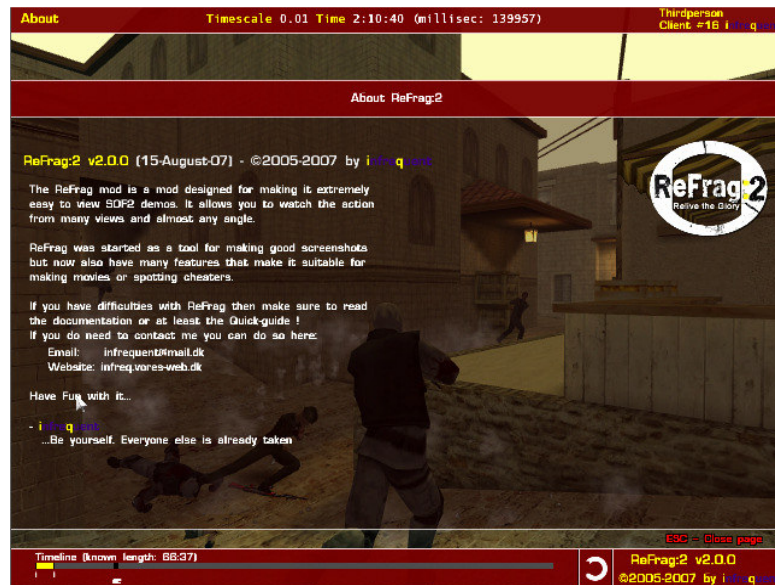 About
Timescale 0.01 Time 2:10:40 (millisec: 139957)
Thirdperson
Client #16 infrequent
About ReFrag:2
ReFrag:2 v2.0.0 (15-August-07) - ©2005-2007 by infrequent
ReFrag:2
Relive the Glory
The ReFrag mod is a mod designed for making it extremely
easy to view SOF2 demos. It allows you to watch the action
from many views and almost any angle.
ReFrag was started as a tool for making good screenshots
but now also have many features that make it suitable for
making movies or spotting cheaters.
If you have difficulties with ReFrag then make sure to read
the documentation or at least the Quick-guide !
If you do need to contact me you can do so here:
Email: infrequent@mail.dk
Website: infreq.vores-web.dk
Have Fun with it...
- infrequent
...Be yourself. Everyone else is already taken
ESC - Close page
Timeline (known length: 66:37)
ReFrag:2 v2.0.0
©2005-2007 by infrequent